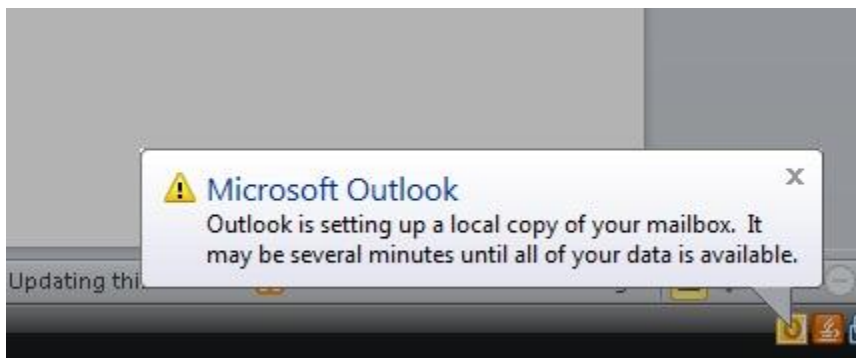 Microsoft Outlook
Outlook is setting up a local copy of your mailbox. It
may be several minutes until all of your data is available.
Updating